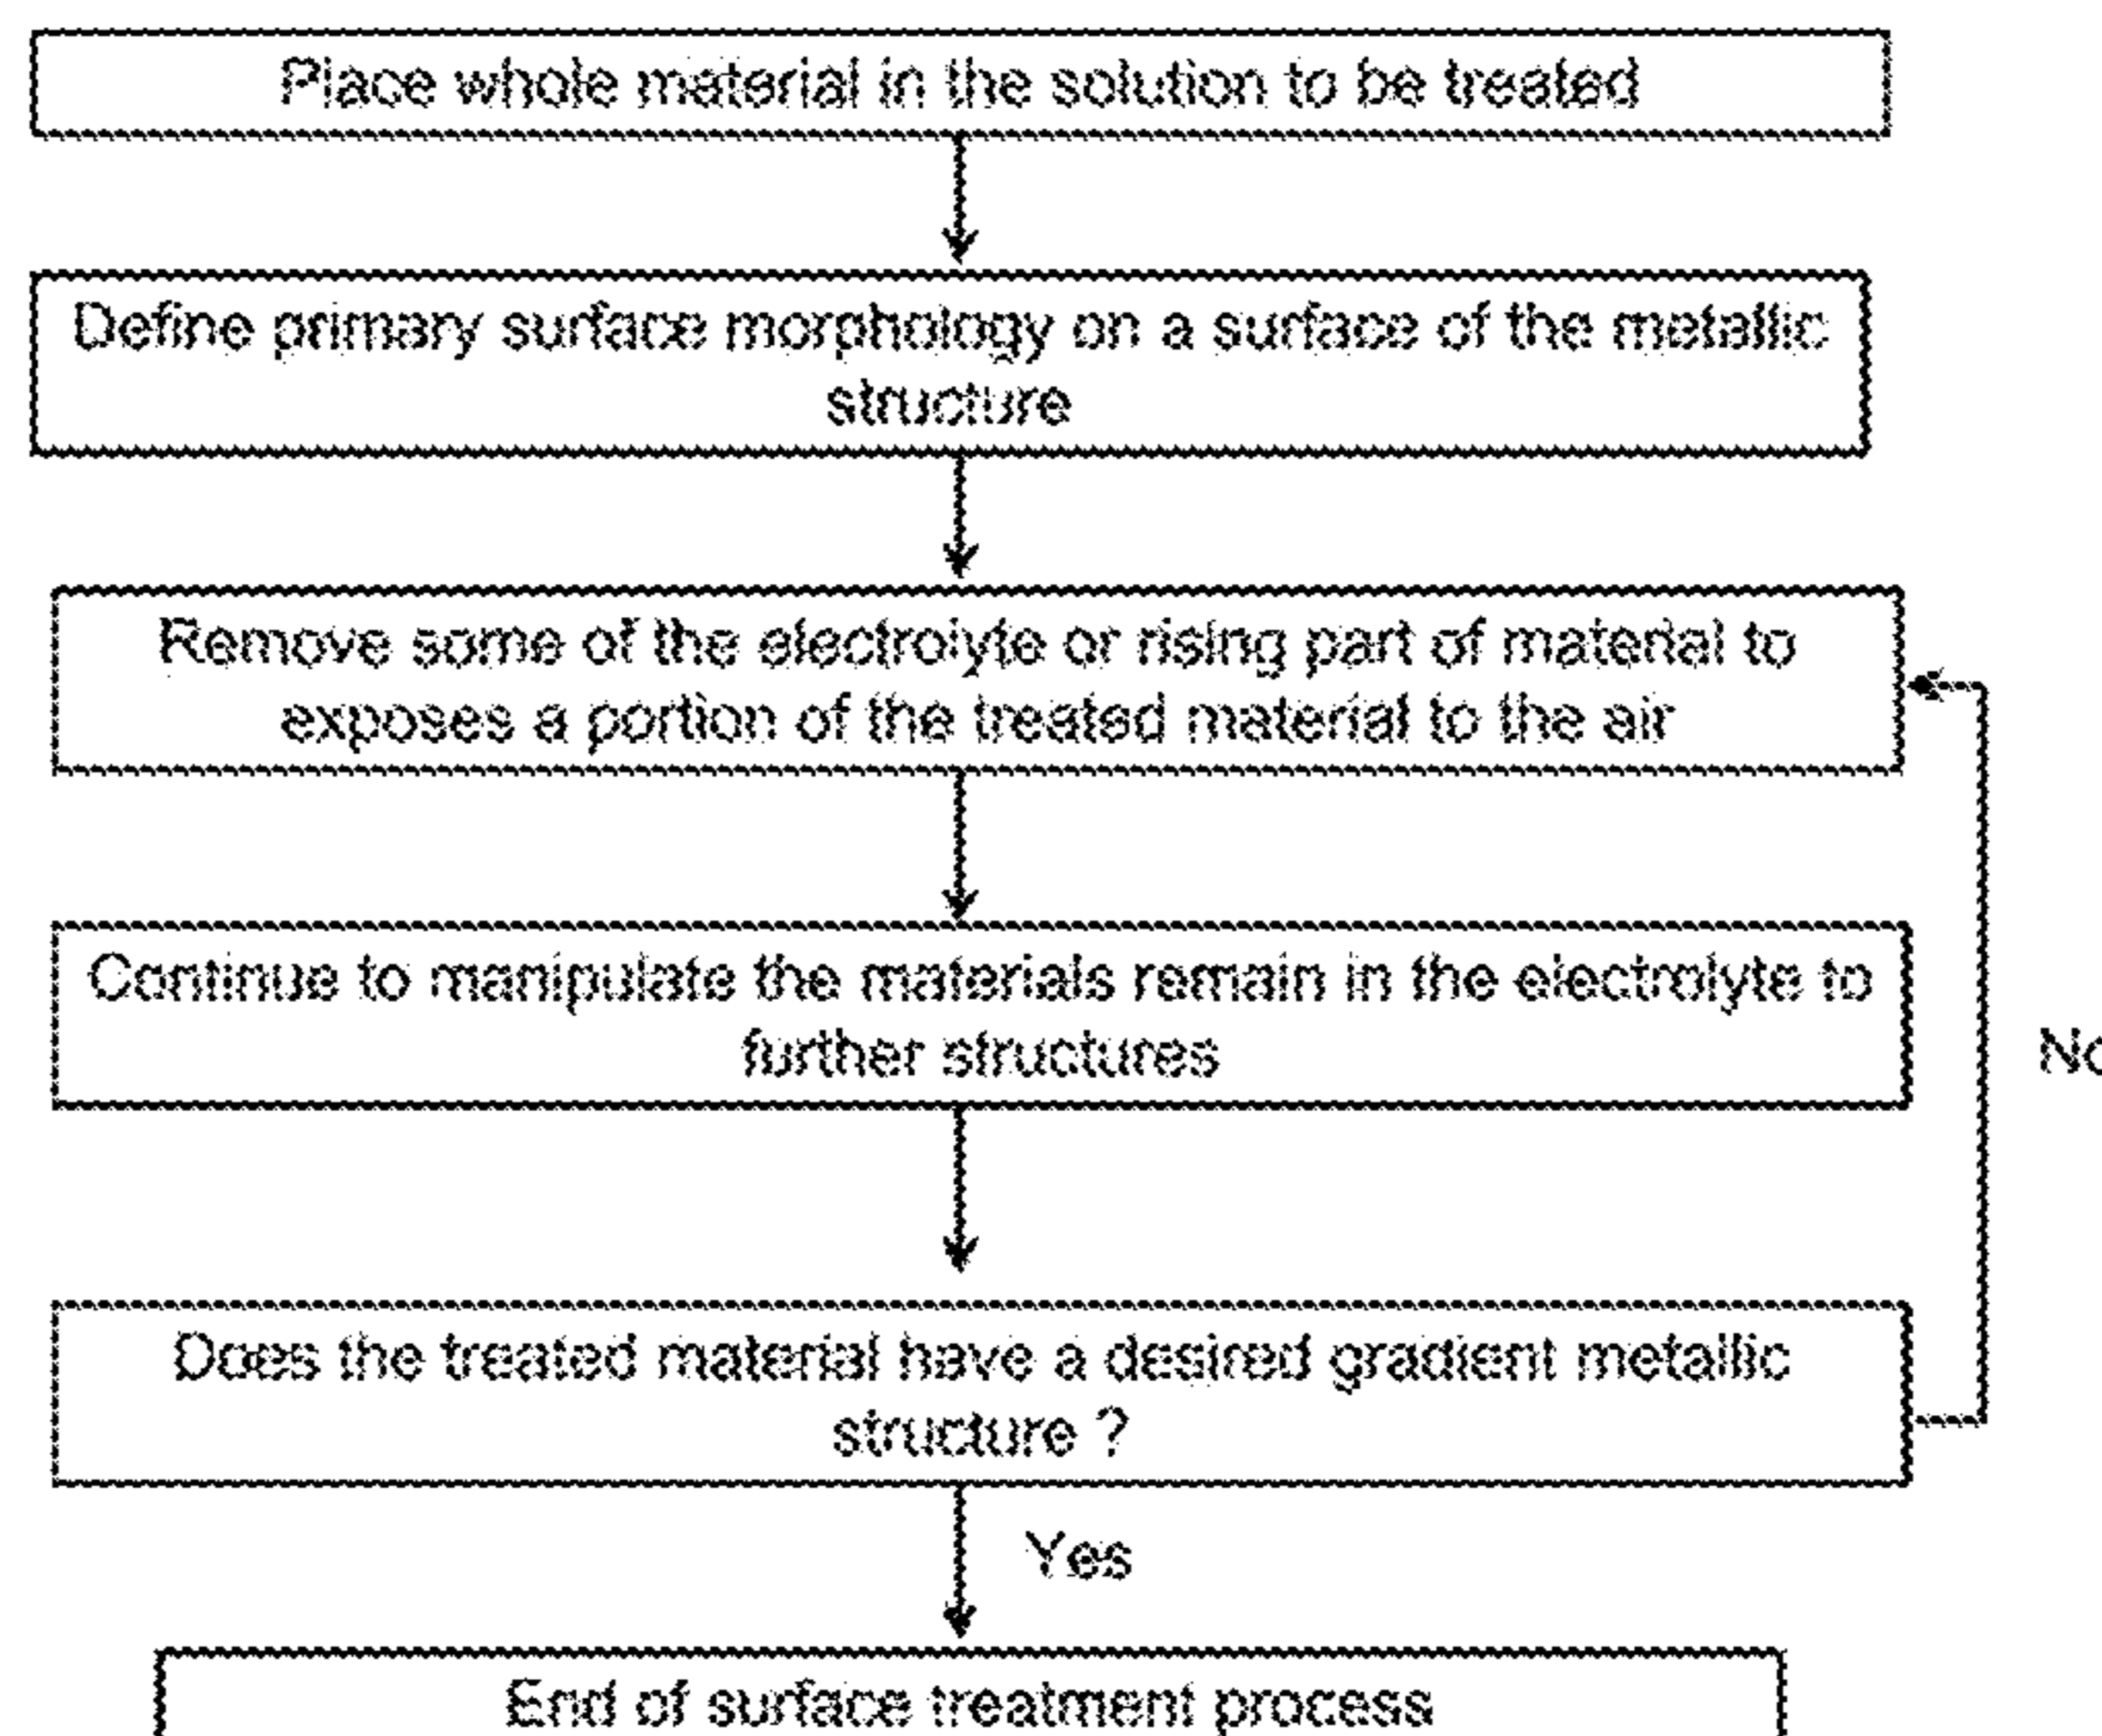 Place whole material in the solution to be treated
Define primary surface morphology on a surface of the metallic
structure
Remove some of the electrolyte or rising part of material to
exposes a portion of the treated material to the air
Continue to manipulate the materials remain in the electrolyte to
further structures
No
Does the treated material have a desired gradient metallic
structure ?
Yes
End of surface treatment process